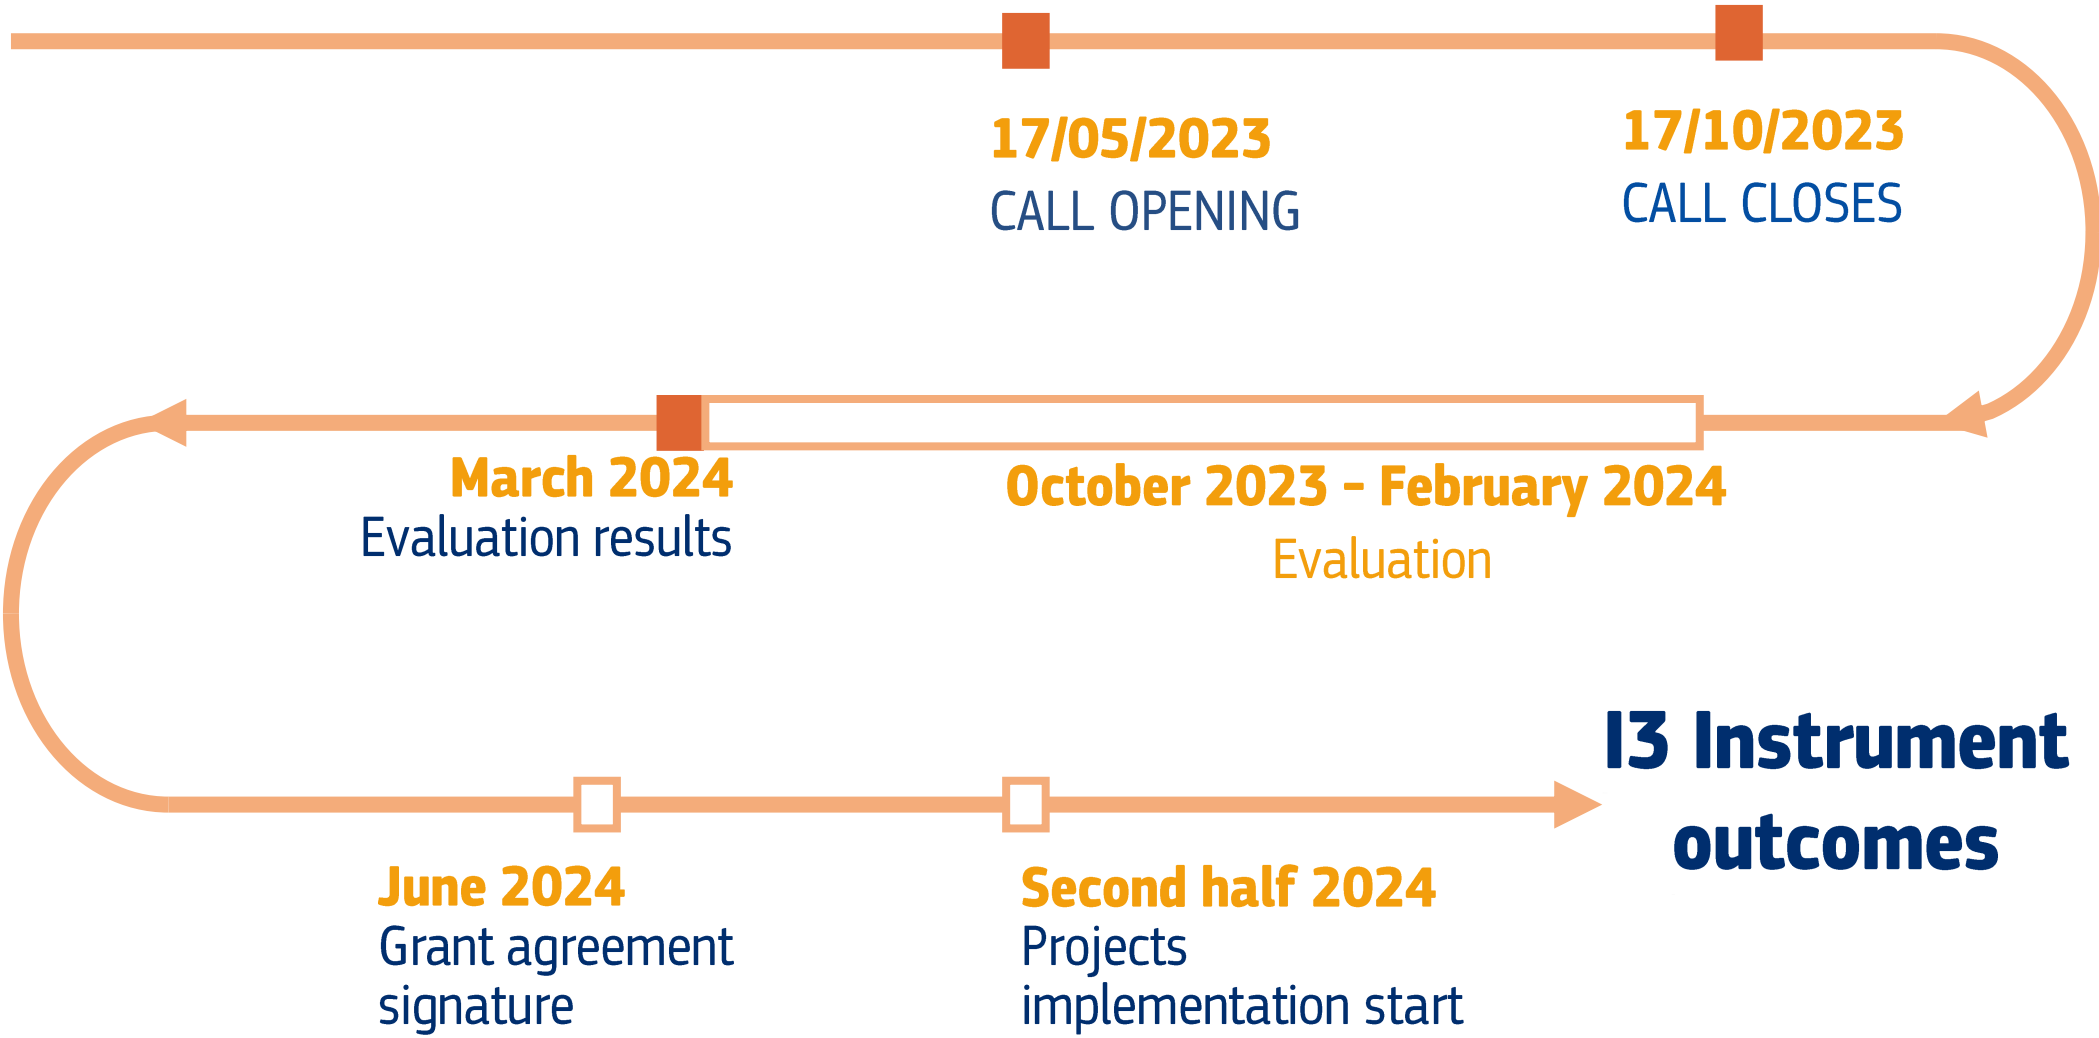 17/05/2023
CALL OPENING
17/10/2023
CALL CLOSES
October 2023 – February 2024
Evaluation
March 2024
Evaluation results
June 2024
Grant agreement
signature
Second half 2024
Projects
implementation start
I3 Instrument
outcomes